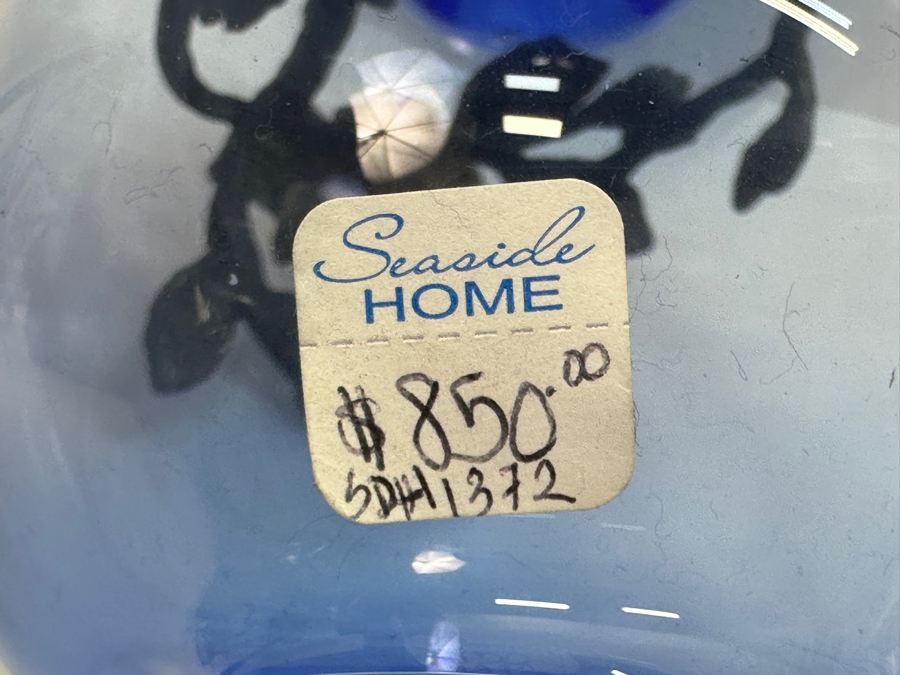 Seaside
HOME
$850.00
SDH1372